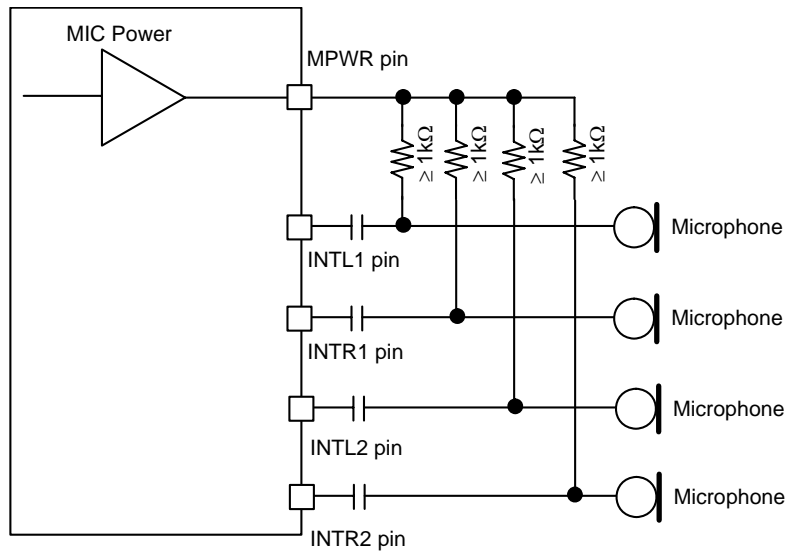 MIC Power
MPWR pin
≥ 1kΩ
≥ 1kΩ
≥ 1kΩ
≥ 1kΩ
Microphone
INTL1 pin
Microphone
INTR1 pin
Microphone
INTL2 pin
Microphone
INTR2 pin